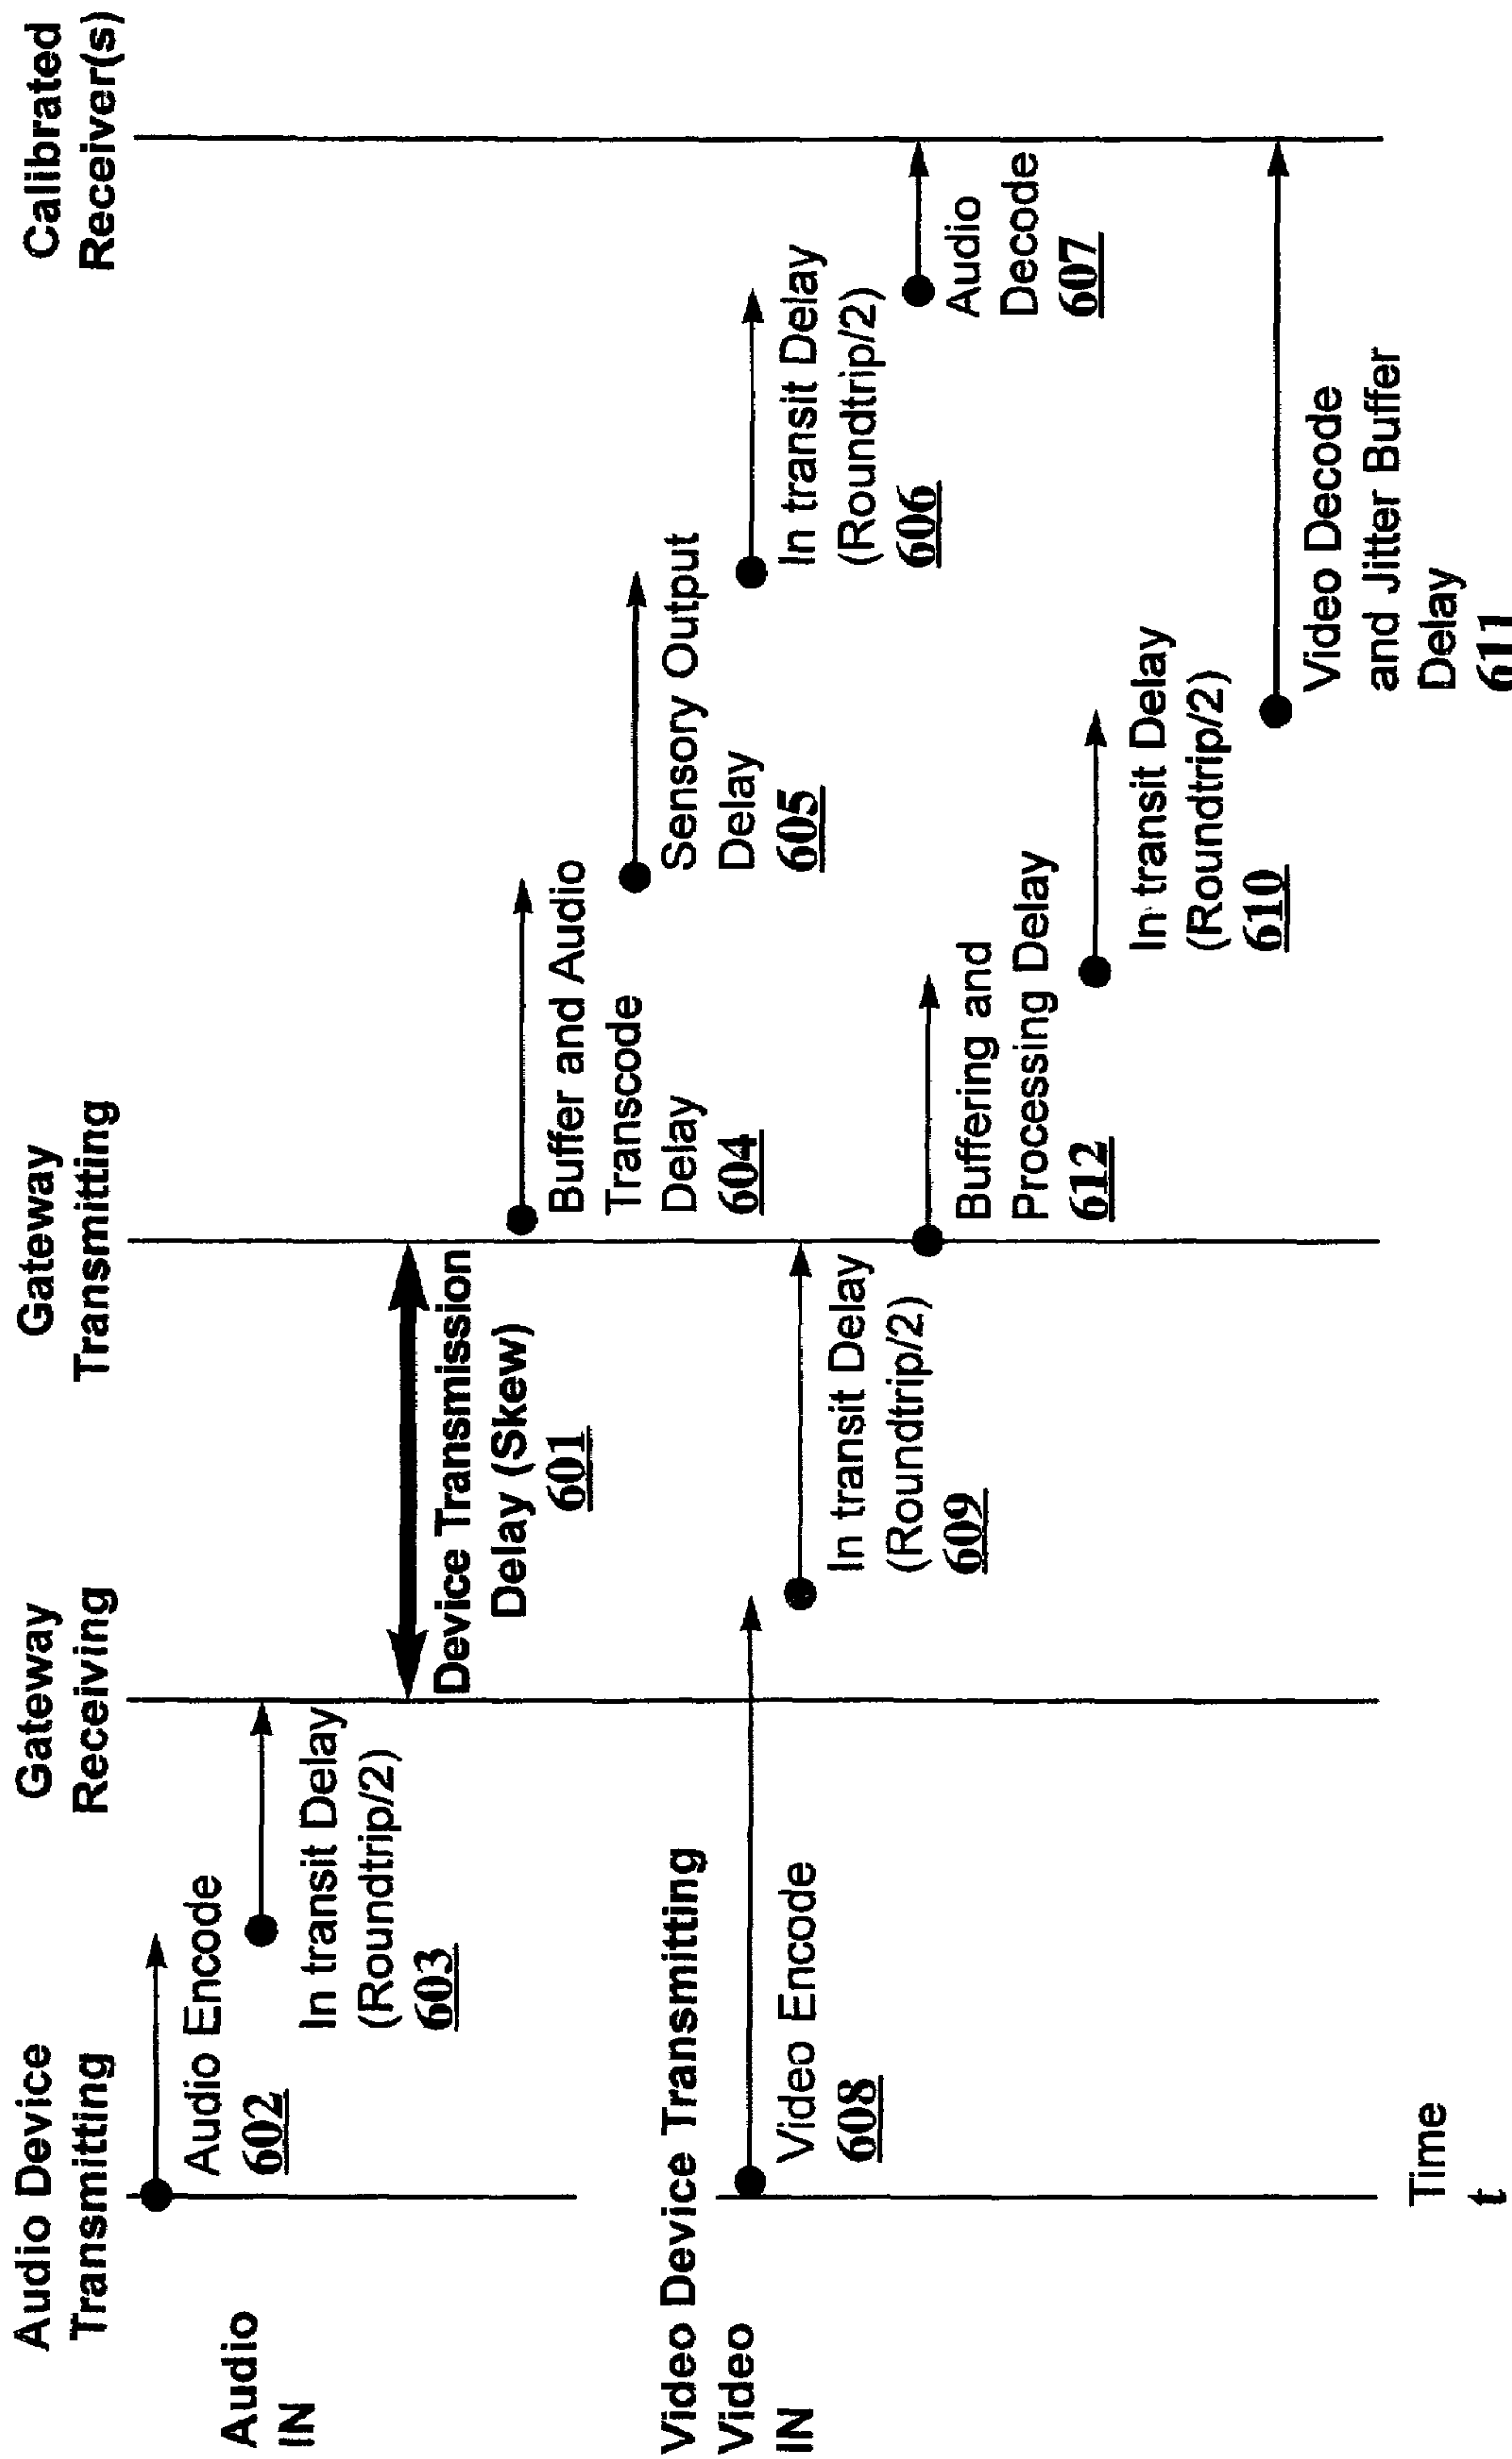 Audio Device
Transmitting
Gateway
Receiving
Gateway
Transmitting
Calibrated
Receiver(s)
Audio
IN
Audio Encode
602
In transit Delay
(Roundtrip/2)
603
Device Transmission
Delay (Skew)
601
Buffer and Audio
Transcode
Delay
604
Sensory Output
Delay
605
In transit Delay
(Roundtrip/2)
606
Audio
Decode
607
Video Device Transmitting
Video
IN
Video Encode
608
In transit Delay
(Roundtrip/2)
609
Buffering and
Processing Delay
612
In transit Delay
(Roundtrip/2)
610
Video Decode
and Jitter Buffer
Delay
611
Time
t